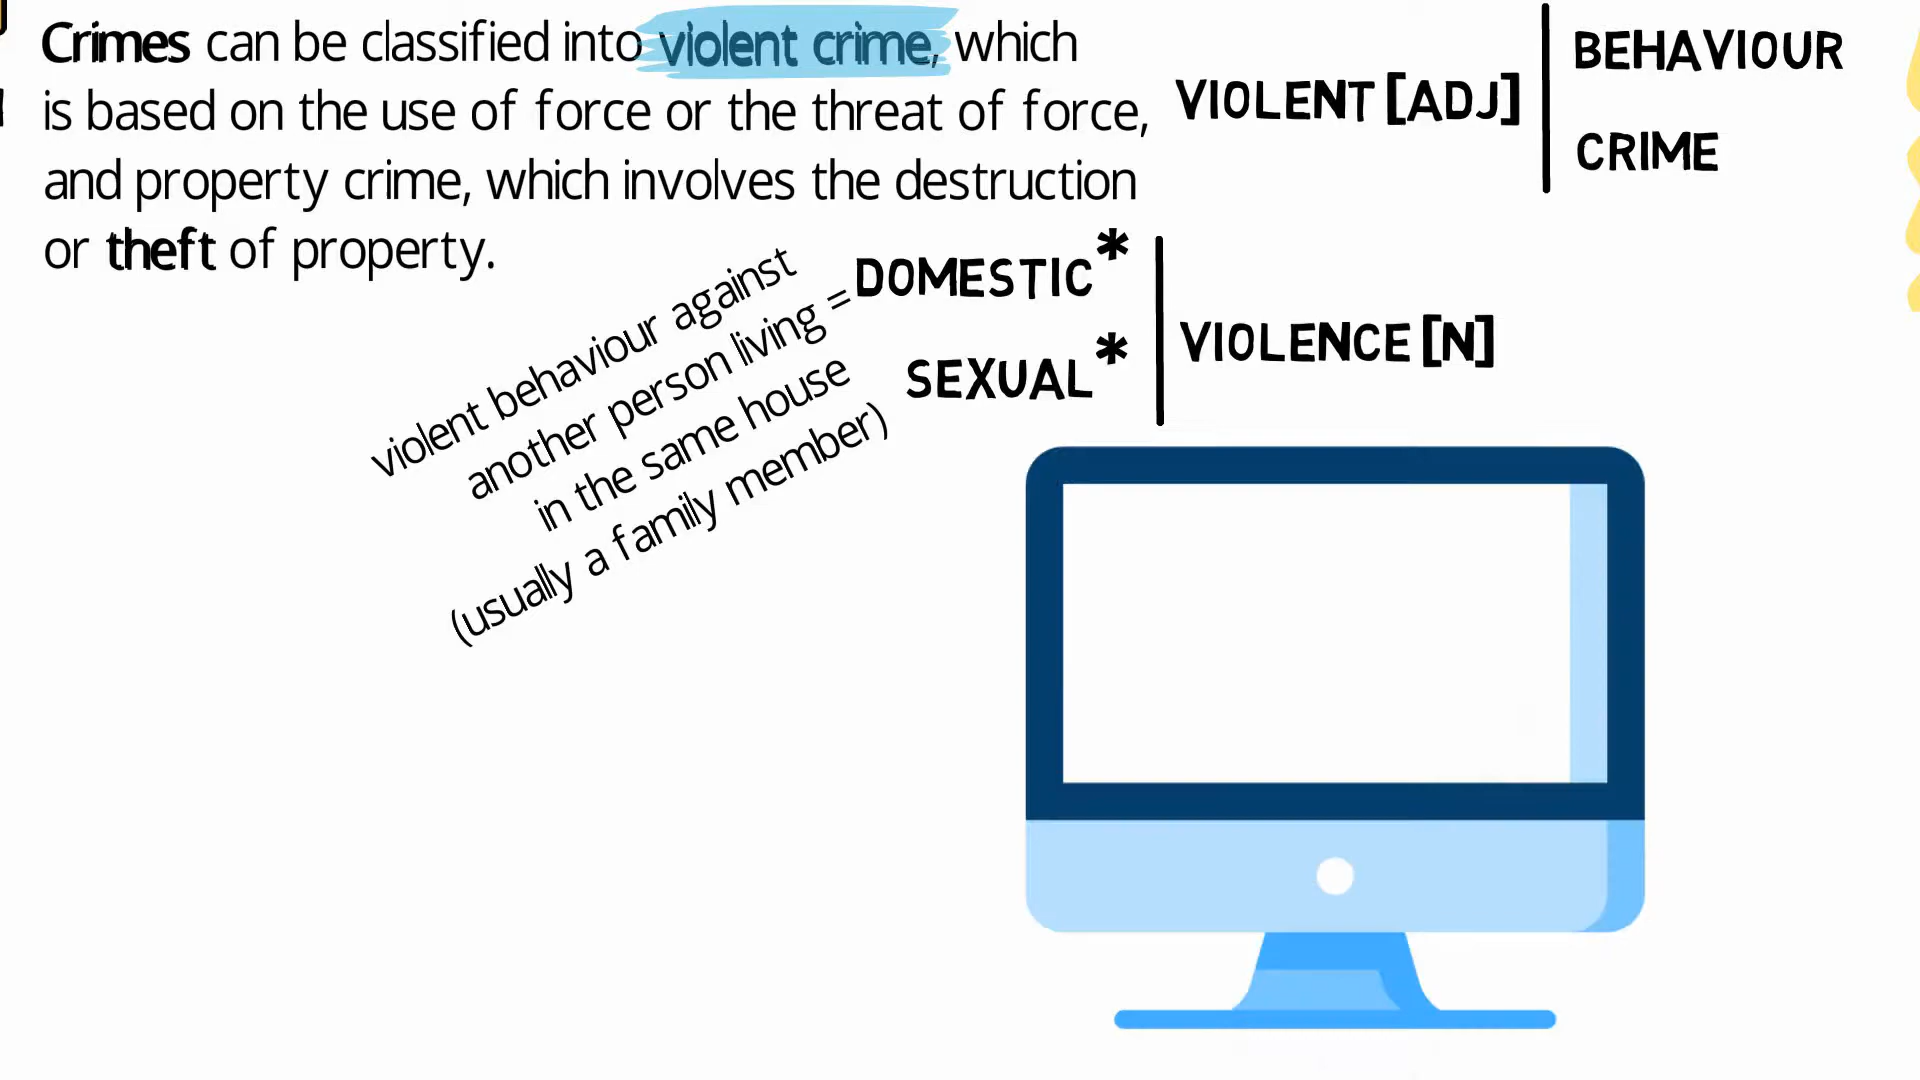 Crimes can be classified into violent crime, which
is based on the use of force or the threat of force,
and property crime, which involves the destruction
or theft of property.
VIOLENT [ADJ]
BEHAVIOUR
CRIME
violent behaviour against
another person living =
in the same house
(usually a family member)
DOMESTIC*
SEXUAL*
VIOLENCE [N]